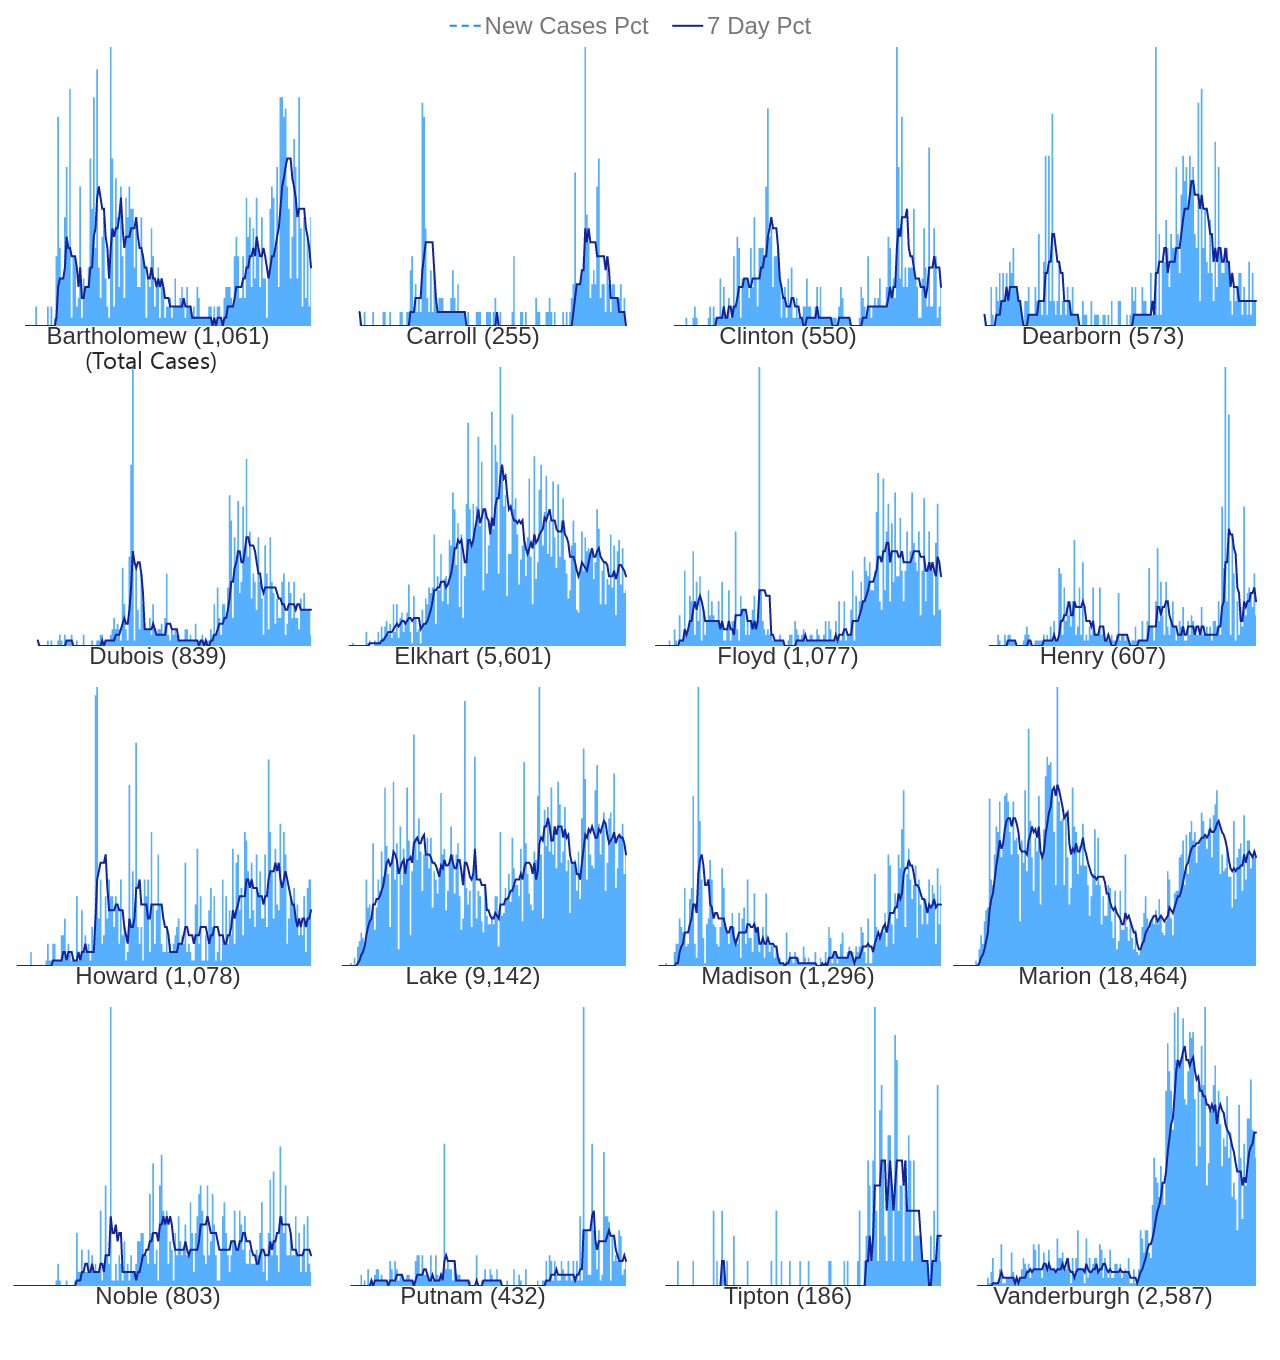 New Cases Pct 7 Day Pct
Bartholomew (1,061) Carroll (255) Clinton (550) Dearborn (573)
(Total Cases)
Dubois (839) Elkhart (5,601) Floyd (1,077) Henry (607)
Howard (1,078) Lake (9,142) Madison (1,296) Marion (18,464)
Noble (803) Putnam (432) Tipton (186) Vanderburgh (2,587)